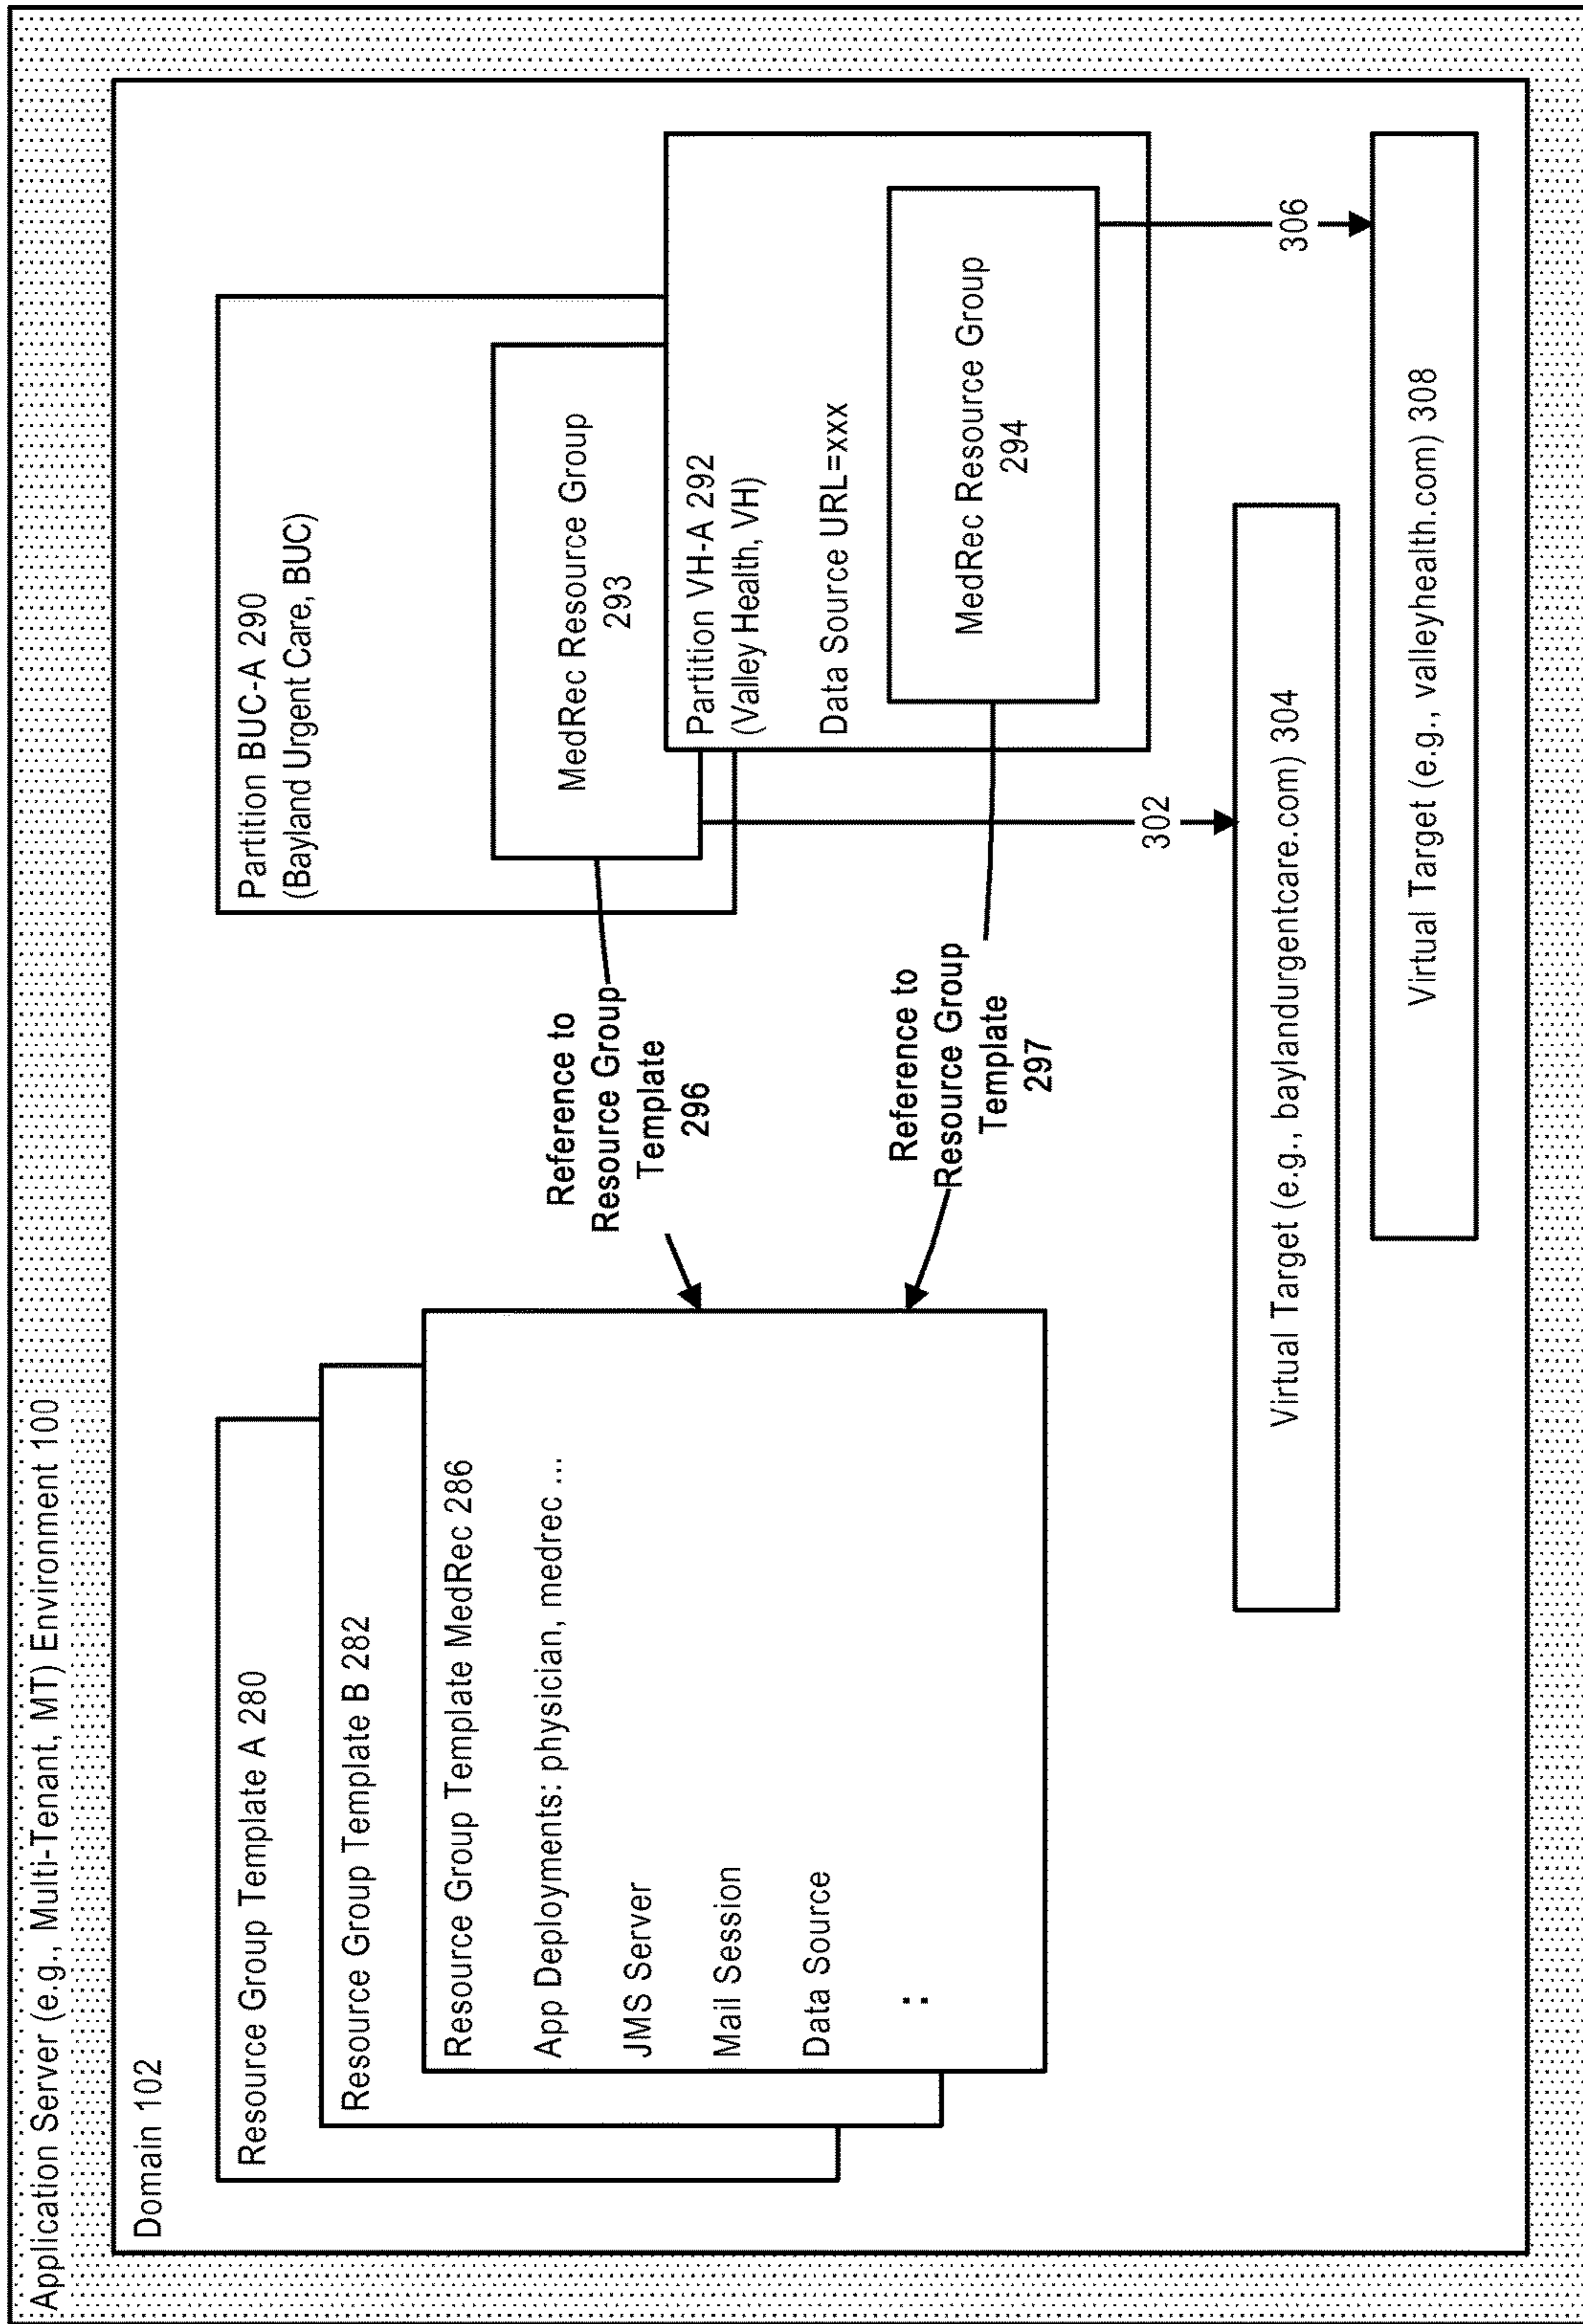 Application Server (e.g., Multi-Tenant, MT) Environment 100
Domain 102
Resource Group Template A 280
Resource Group Template B 282
Resource Group Template MedRec 286
App Deployments: physician, medrec ...
JMS Server
Mail Session
Data Source
:
Reference to
Resource Group
Template
296
Reference to
Resource Group
Template
297
Partition BUC-A 290
(Bayland Urgent Care, BUC)
MedRec Resource Group
293
Partition VH-A 292
(Valley Health, VH)
Data Source URL=xxx
MedRec Resource Group
294
302
306
Virtual Target (e.g., baylandurgentcare.com) 304
Virtual Target (e.g., valleyhealth.com) 308